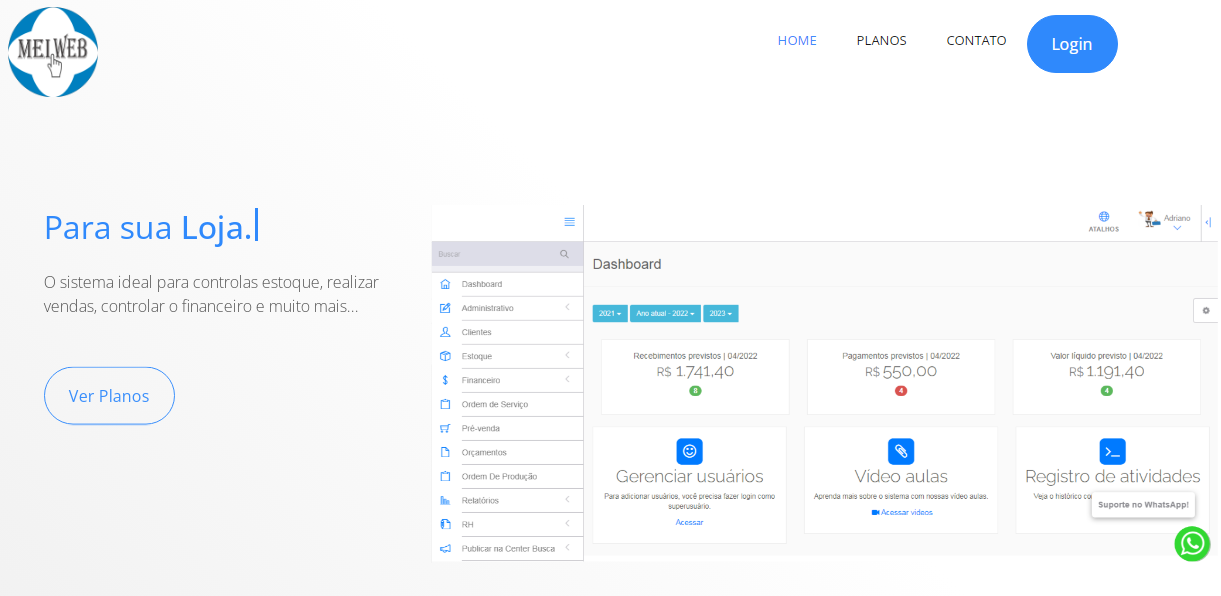 MEIWEB
HOME
PLANOS
CONTATO
Login
Para sua Loja.
O sistema ideal para controlas estoque, realizar
vendas, controlar o financeiro e muito mais...
Ver Planos
ATALHOS
Adriano
Buscar
Dashboard
Administrativo
Clientes
Estoque
Financeiro
Ordem de Serviço
Pré-venda
Orçamentos
Ordem De Produção
Relatórios
RH
Publicar na Center Busca
Dashboard
2021
Ano atual - 2022
2023
Recebimentos previstos | 04/2022
R$ 1.741,40
8
Pagamentos previstos | 04/2022
R$ 550,00
4
Valor líquido previsto | 04/2022
R$ 1.191,40
4
Gerenciar usuários
Para adicionar usuários, você precisa fazer login como
superusuário.
Acessar
Vídeo aulas
Aprenda mais sobre o sistema com nossas vídeo aulas.
Acessar vídeos
Registro de atividades
Veja o histórico
Suporte no WhatsApp!